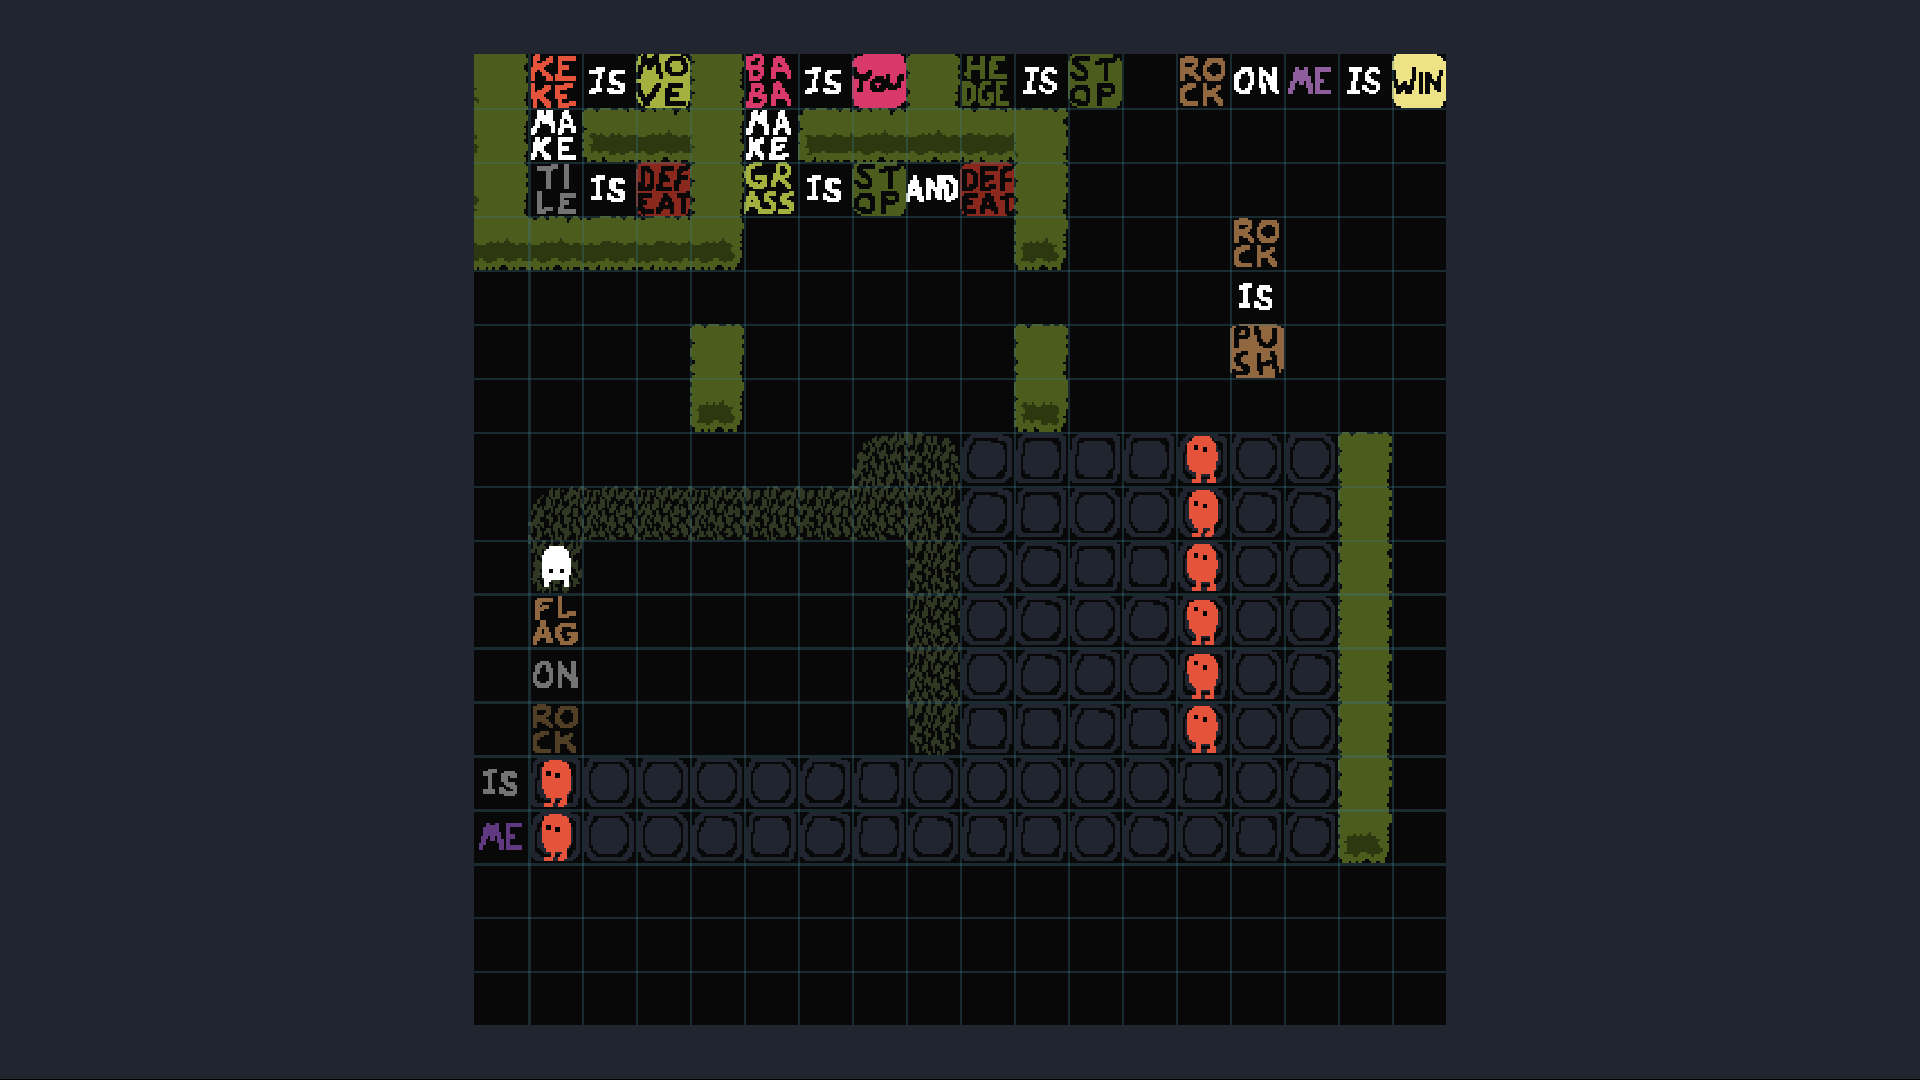 KEKE IS MOVE BABA IS YOU HEDGE IS STOP ROCK ON ME IS WIN
MAKE MAKE
TILE IS DEFEAT GRASS IS STOP AND DEFEAT
ROCK
IS
PUSH
FLAG
ON
ROCK
IS
ME